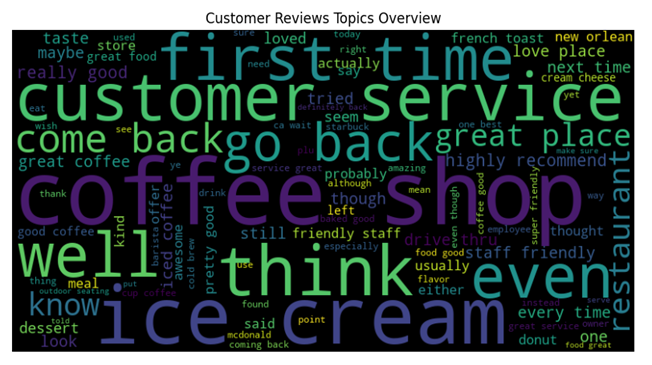 Customer Reviews Topics Overview
taste used store maybe great food really good
first time
sure today loved right actually need say
french toast new orlean love place next time cream cheese yet
customer service
definitely back tried seem starbuck ca wait
eat wish see
come back
go back
great place
one best make sure
great coffee
probably although amazing
highly recommend
service great
coffee shop
thank kind ye
though left mean
even though coffee good super friendly
way
good coffee barista offer iced coffee awesome drink cold brew pretty good
baked good
still friendly staff especially
drive thru
employee thought
staff friendly
restaurant
well
think
even
use
food good flavor
usually either
thing meal put
outdoor seating cup coffee
know
ice cream
found
instead serve
every time
told dessert look
said point mcdonald coming back
great service owner
donut one
food great